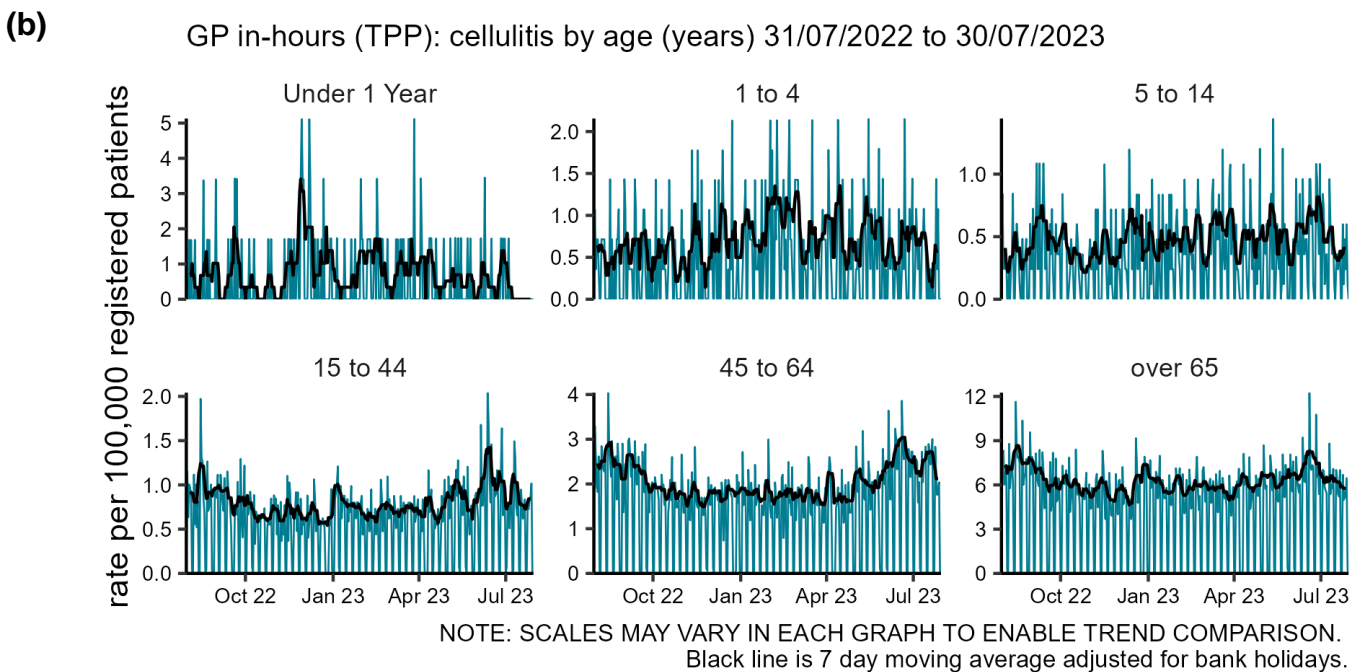 (b)
GP in-hours (TPP): cellulitis by age (years) 31/07/2022 to 30/07/2023
rate per 100,000 registered patients
Under 1 Year
5
4
3
2
1
0
1 to 4
2.0
1.5
1.0
0.5
0.0
5 to 14
1.0
0.5
0.0
15 to 44
2.0
1.5
1.0
0.5
0.0
Oct 22 Jan 23 Apr 23 Jul 23
45 to 64
4
3
2
1
0
Oct 22 Jan 23 Apr 23 Jul 23
over 65
12
9
6
3
0
Oct 22 Jan 23 Apr 23 Jul 23
NOTE: SCALES MAY VARY IN EACH GRAPH TO ENABLE TREND COMPARISON.
Black line is 7 day moving average adjusted for bank holidays.